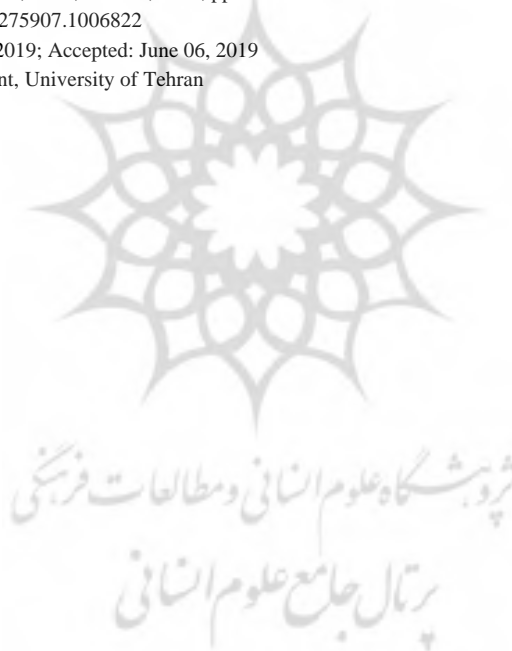 275907.1006822
2019; Accepted: June 06, 2019
nt, University of Tehran
پژوهشگاه علوم انسانی و مطالعات فرهنگی
پرتال جامع علوم انسانی